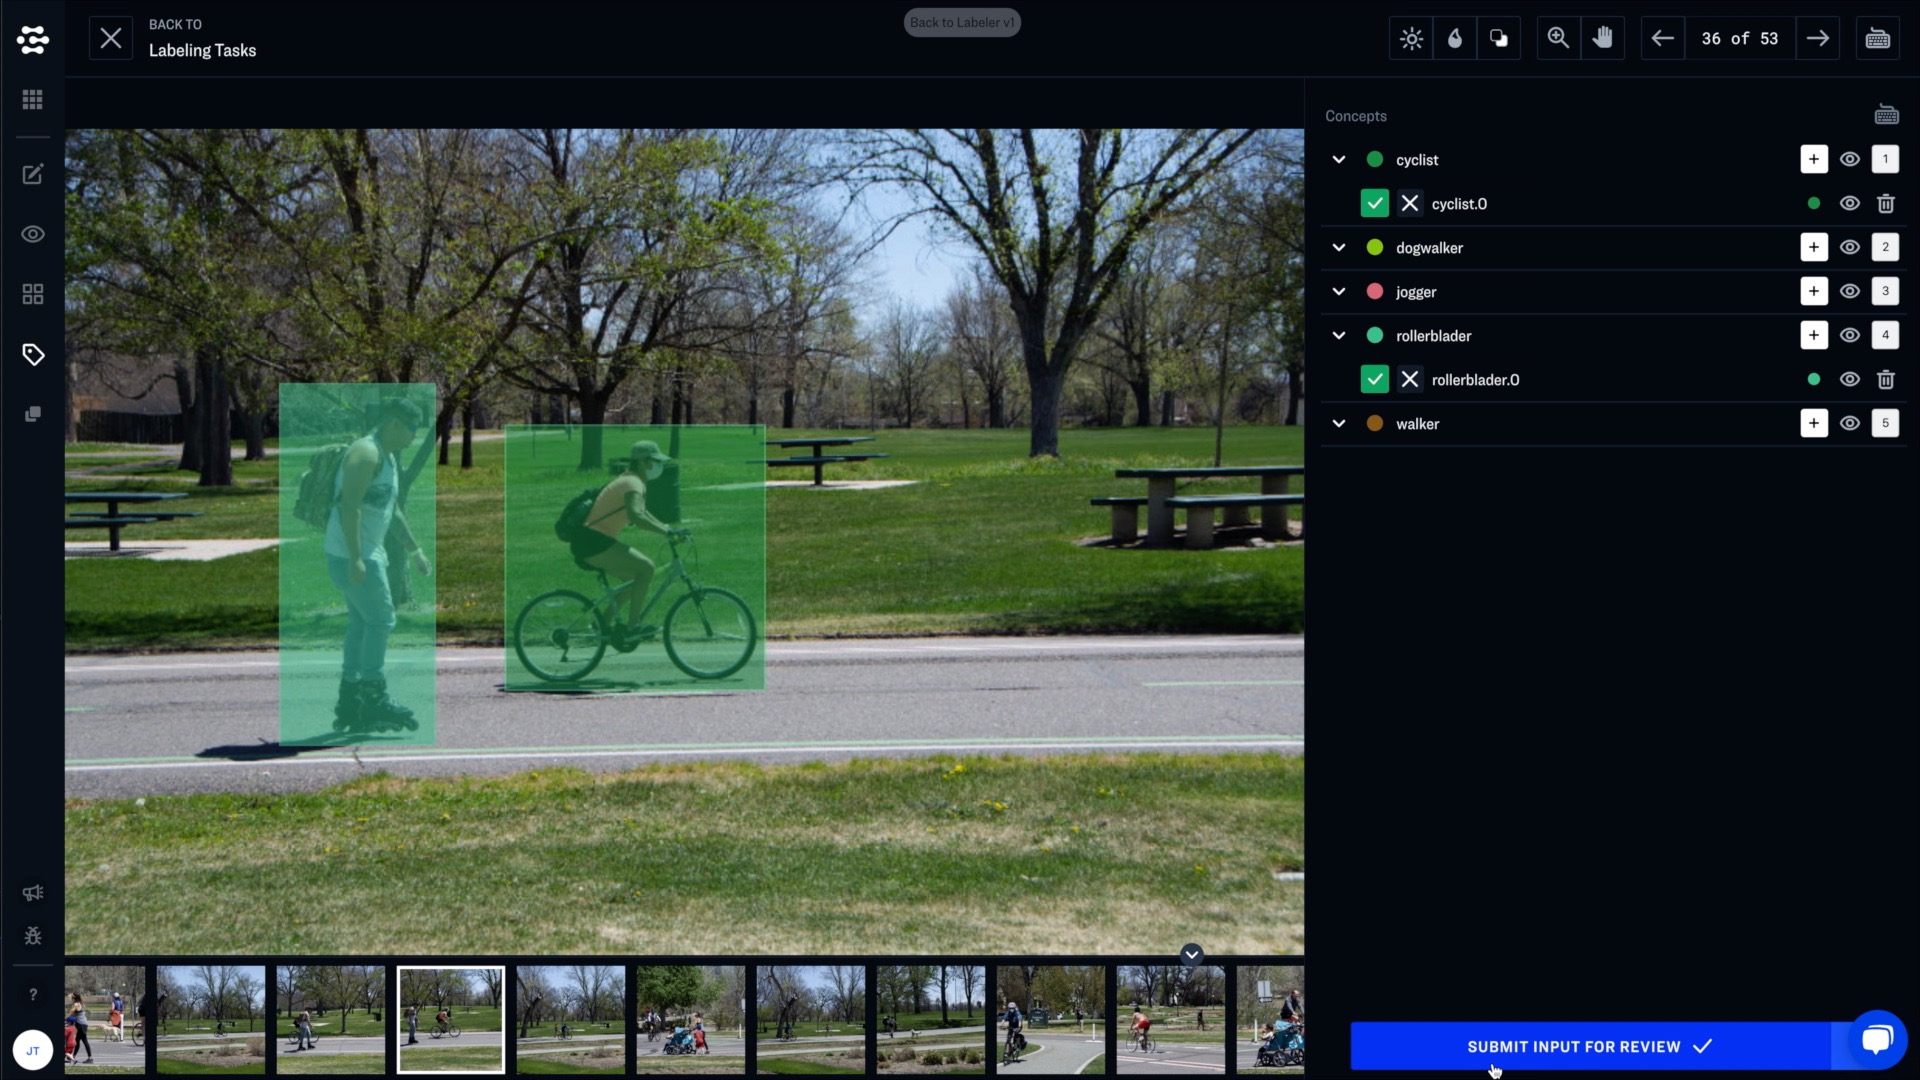 BACK TO
Labeling Tasks
Back to Labeler v1
36 of 53
Concepts
cyclist
1
cyclist.0
dogwalker
2
jogger
3
rollerblader
4
rollerblader.0
walker
5
?
JT
SUBMIT INPUT FOR REVIEW